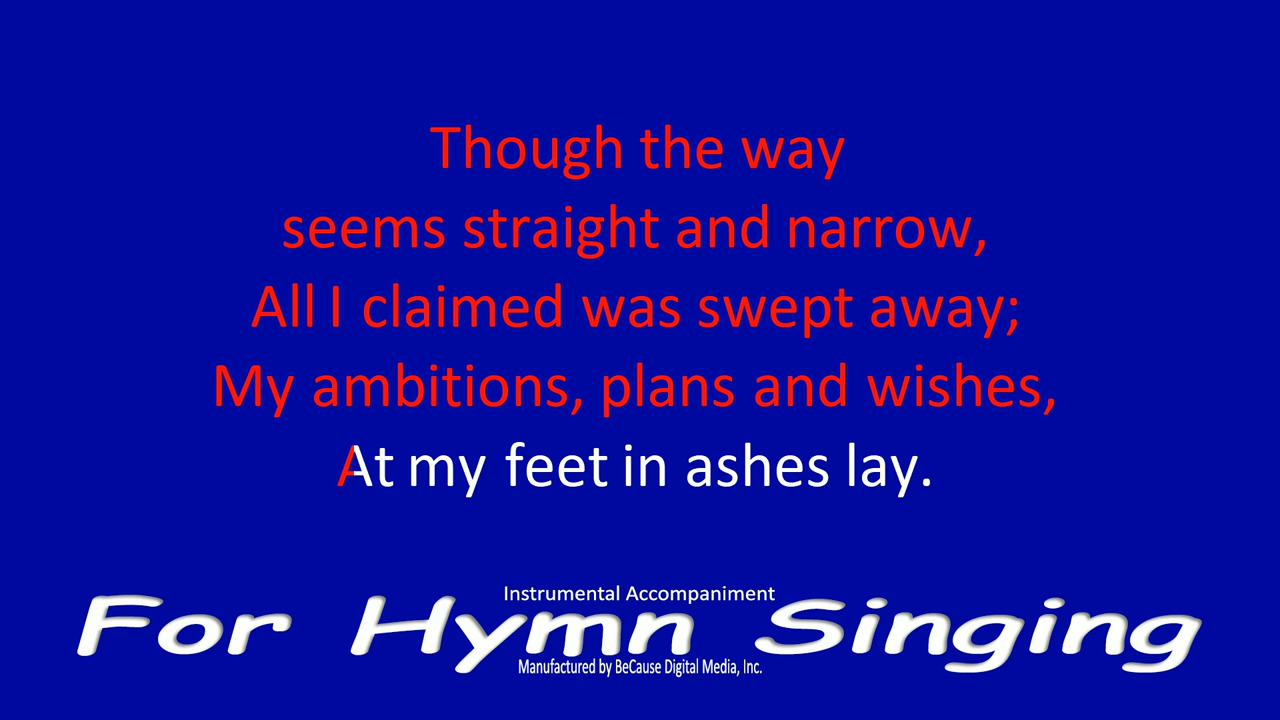 Though the way
seems straight and narrow,
All I claimed was swept away;
My ambitions, plans and wishes,
At my feet in ashes lay.
Instrumental Accompaniment
For Hymn Singing
Manufactured by BeCause Digital Media, Inc.